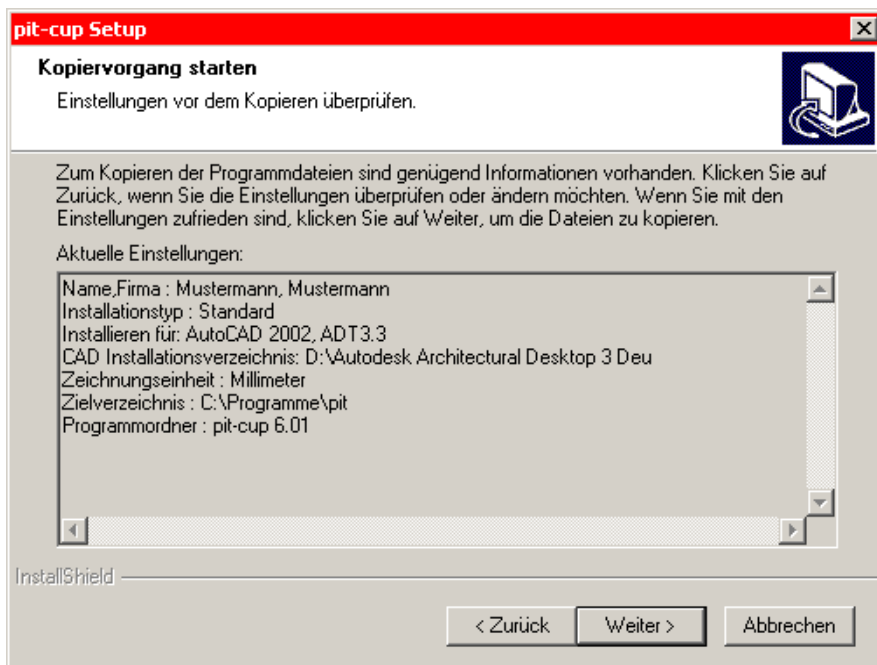 pit-cup Setup
Kopiervorgang starten
Einstellungen vor dem Kopieren überprüfen.
Zum Kopieren der Programmdateien sind genügend Informationen vorhanden. Klicken Sie auf
Zurück, wenn Sie die Einstellungen überprüfen oder ändern möchten. Wenn Sie mit den
Einstellungen zufrieden sind, klicken Sie auf Weiter, um die Dateien zu kopieren.
Aktuelle Einstellungen:
Name,Firma : Mustermann, Mustermann
Installationstyp : Standard
Installieren für: AutoCAD 2002, ADT3.3
CAD Installationsverzeichnis: D:\Autodesk Architectural Desktop 3 Deu
Zeichnungseinheit : Millimeter
Zielverzeichnis : C:\Programme\pit
Programmordner : pit-cup 6.01
InstallShield
< Zurück Weiter > Abbrechen